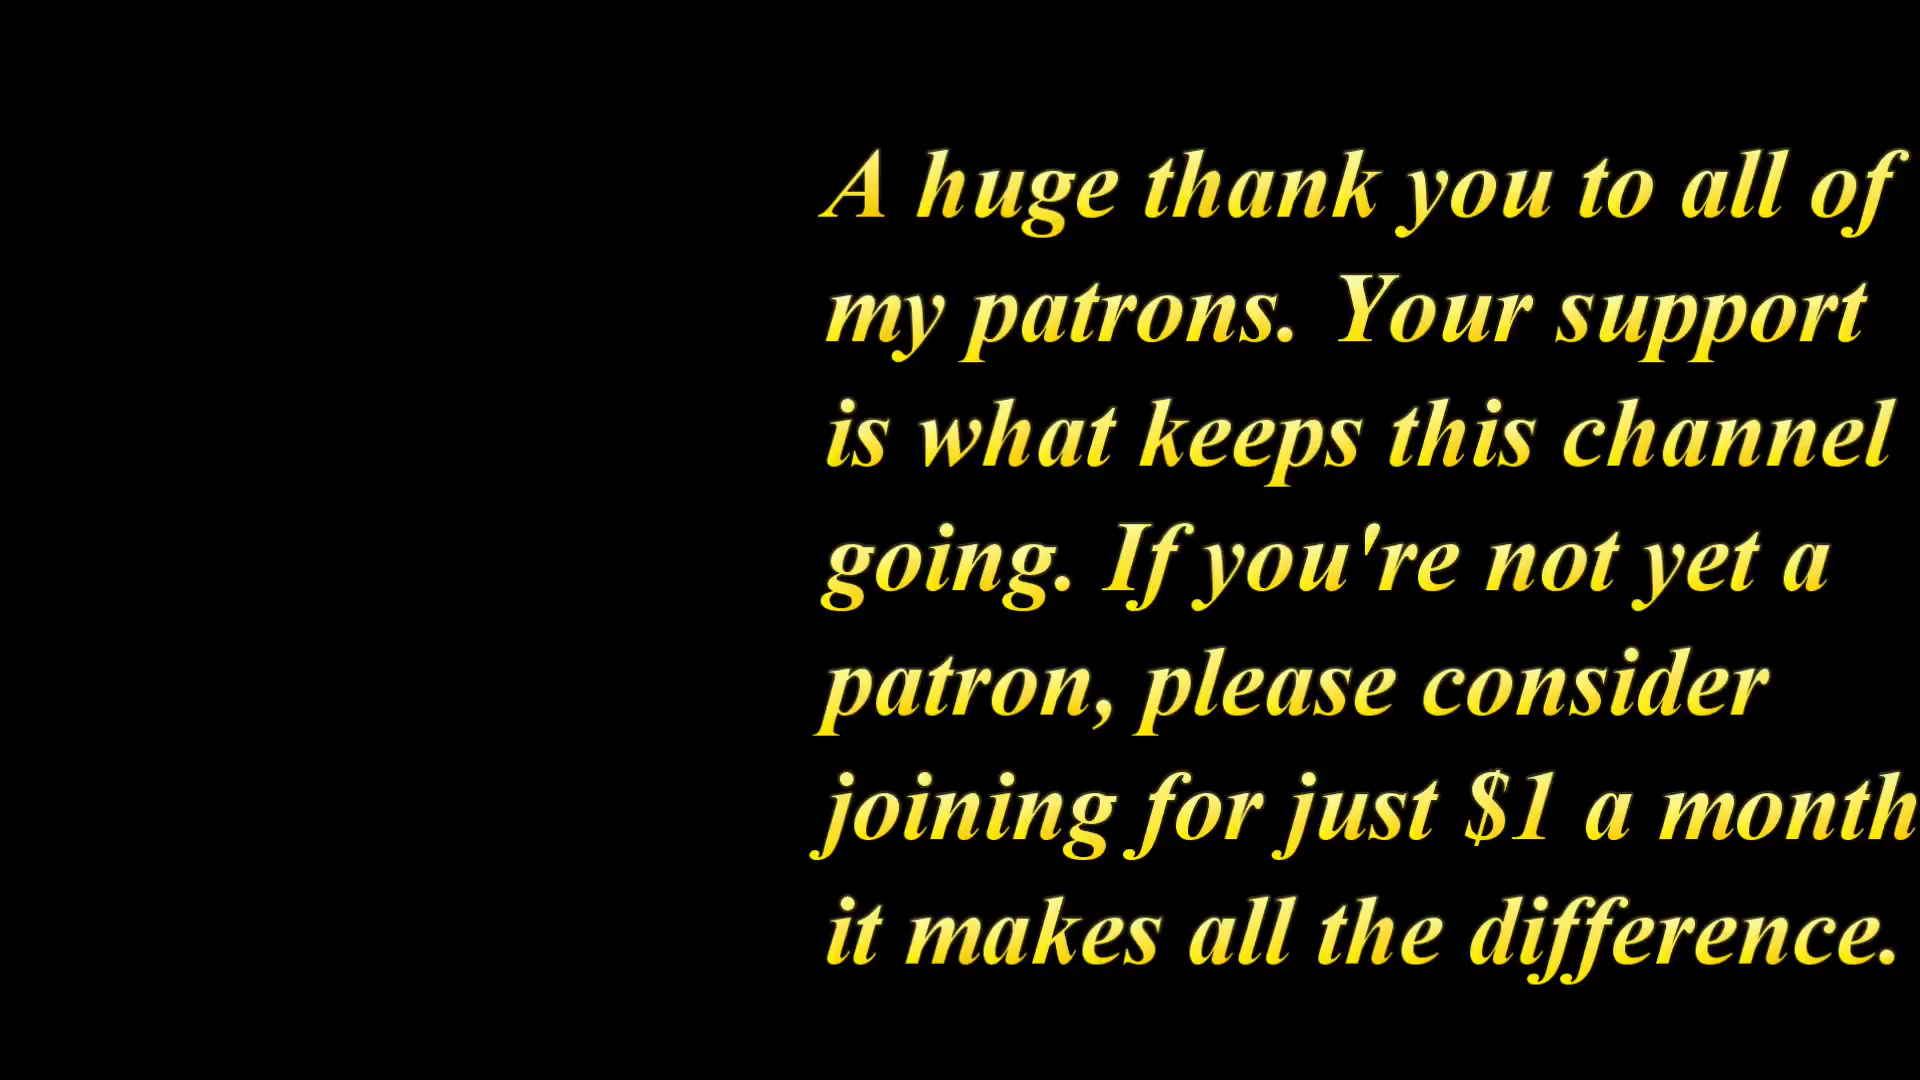 A huge thank you to all of
my patrons. Your support
is what keeps this channel
going. If you're not yet a
patron, please consider
joining for just $1 a month
it makes all the difference.